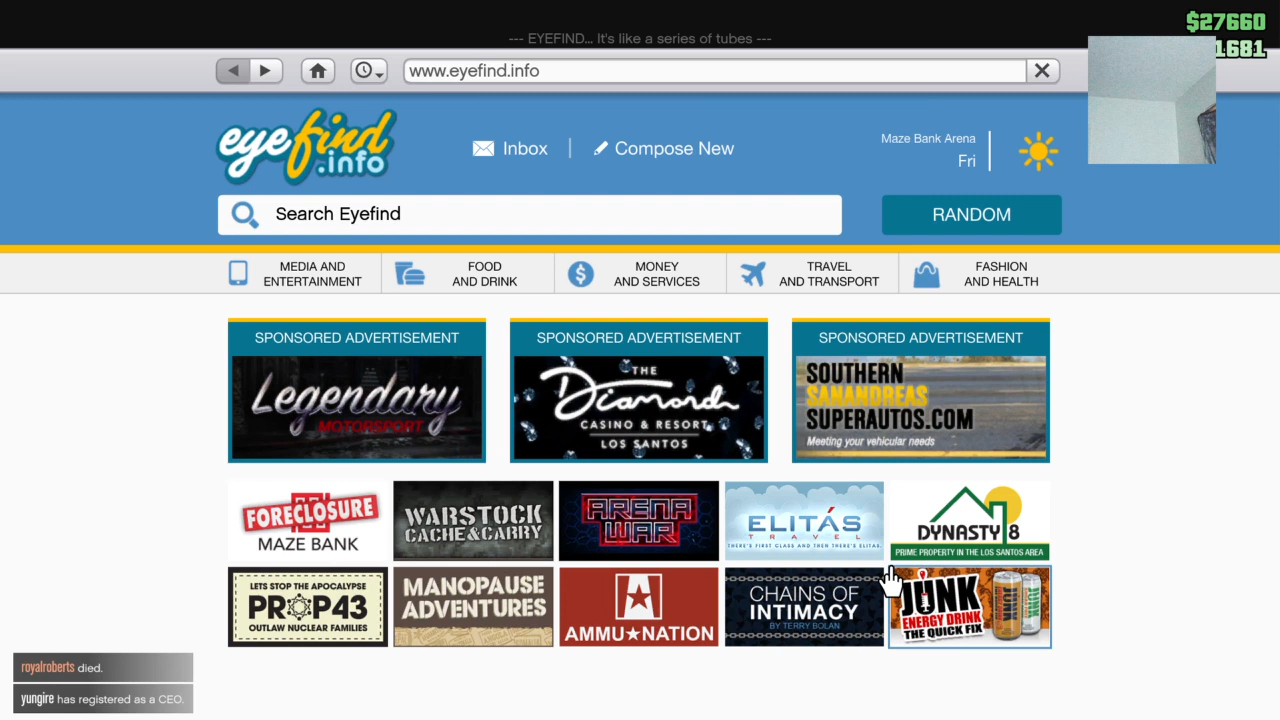 --- EYEFIND... It's like a series of tubes ---
$27660
1681
www.eyefind.info
eyefind
.info
Inbox
Compose New
Maze Bank Arena
Fri
Search Eyefind
RANDOM
MEDIA AND
ENTERTAINMENT
FOOD
AND DRINK
MONEY
AND SERVICES
TRAVEL
AND TRANSPORT
FASHION
AND HEALTH
SPONSORED ADVERTISEMENT
Legendary
MOTORSPORT
SPONSORED ADVERTISEMENT
THE
Diamond
CASINO & RESORT
LOS SANTOS
SPONSORED ADVERTISEMENT
SOUTHERN
SANANDREAS
SUPERAUTOS.COM
Meeting your vehicular needs
FORECLOSURE
MAZE BANK
WARSTOCK
CACHE&CARRY
ARENA
WAR
ELITÁS
TRAVEL
THERE'S FIRST CLASS AND THEN THERE'S ELITAS.
DYNASTY 8
PRIME PROPERTY IN THE LOS SANTOS AREA
LETS STOP THE APOCALYPSE
PROP43
OUTLAW NUCLEAR FAMILIES
MANOPAUSE
ADVENTURES
AMMU★NATION
CHAINS OF
INTIMACY
BY TERRY BOLAN
JUNK
ENERGY DRINK
THE QUICK FIX
royalroberts died.
yungire has registered as a CEO.